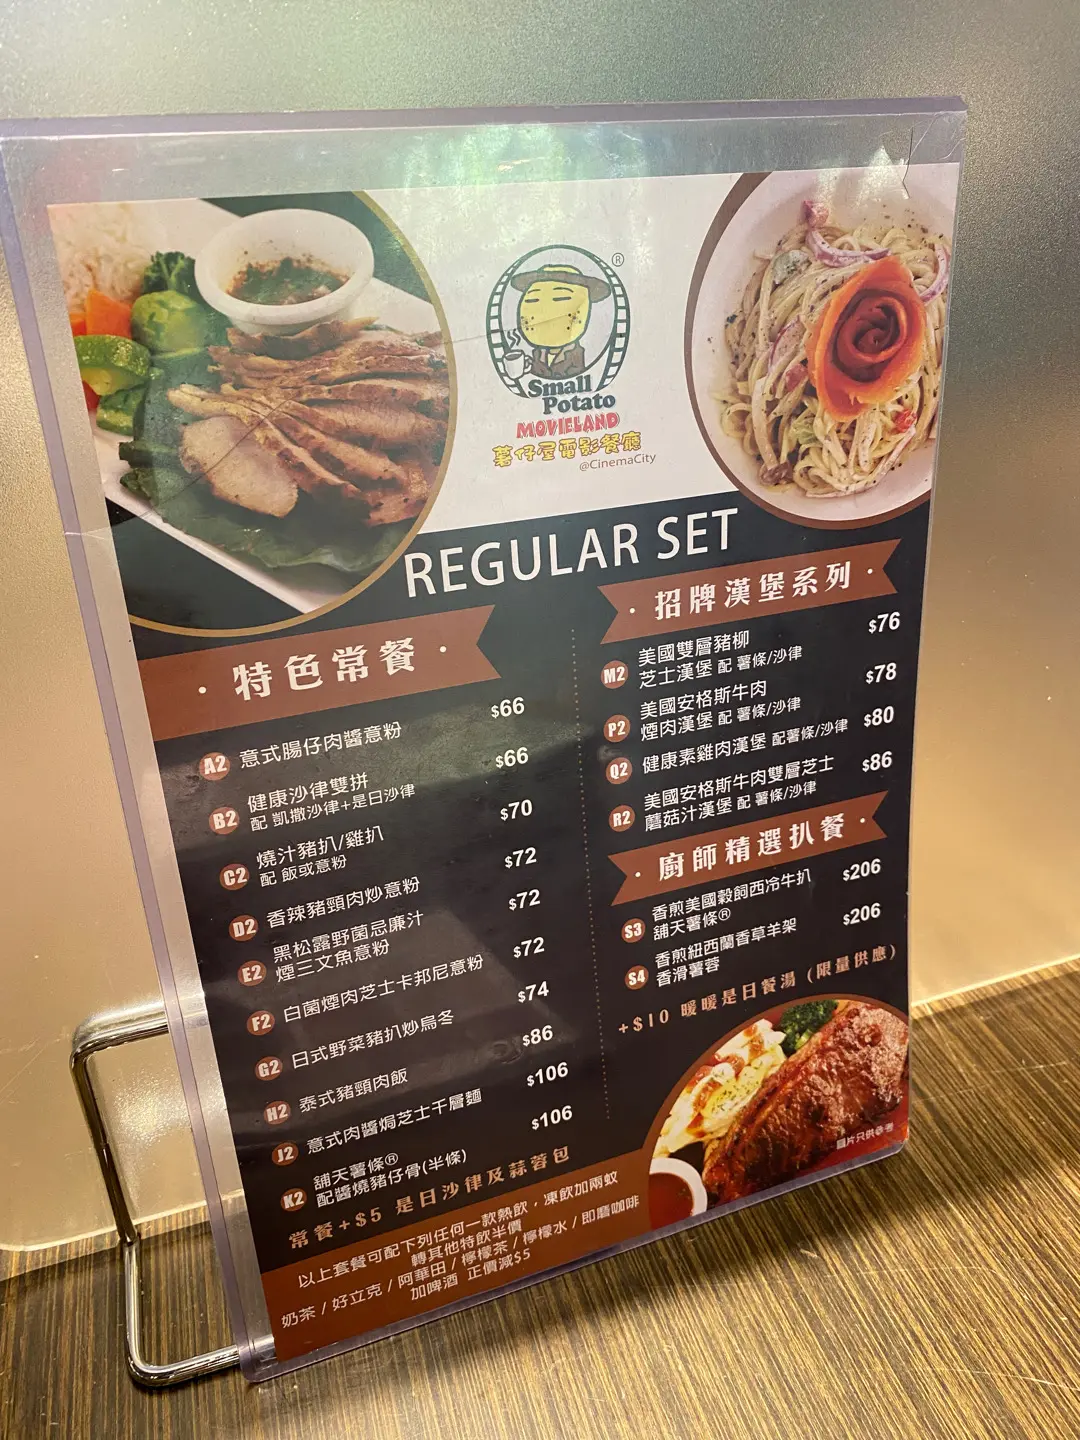 ®
Small
Potato
MOVIELAND
薯仔屋電影餐廳
@CinemaCity
REGULAR SET
· 特色常餐 ·
A2 意式腸仔肉醬意粉 $66
B2 健康沙律雙拼 $66
配 凱撒沙律+是日沙律
C2 燒汁豬扒/雞扒 $70
配 飯或意粉
D2 香辣豬頸肉炒意粉 $72
E2 黑松露野菌忌廉汁 $72
煙三文魚意粉
F2 白菌煙肉芝士卡邦尼意粉 $72
G2 日式野菜豬扒炒烏冬 $74
H2 泰式豬頸肉飯 $86
J2 意式肉醬焗芝士千層麵 $106
K2 舖天薯條® $106
配醬燒豬仔骨(半條)
常餐+$5 是日沙律及蒜蓉包
以上套餐可配下列任何一款熱飲，凍飲加兩蚊
轉其他特飲半價
奶茶 / 好立克 / 阿華田 / 檸檬茶 / 檸檬水 / 即磨咖啡
加啤酒 正價減$5
· 招牌漢堡系列 ·
M2 美國雙層豬柳 $76
芝士漢堡 配 薯條/沙律
P2 美國安格斯牛肉 $78
煙肉漢堡 配 薯條/沙律
Q2 健康素雞肉漢堡 配薯條/沙律 $80
R2 美國安格斯牛肉雙層芝士 $86
蘑菇汁漢堡 配 薯條/沙律
· 廚師精選扒餐 ·
S3 香煎美國穀飼西冷牛扒 $206
舖天薯條®
S4 香煎紐西蘭香草羊架 $206
香滑薯蓉
+$10 暖暖是日餐湯 (限量供應)
圖片只供參考